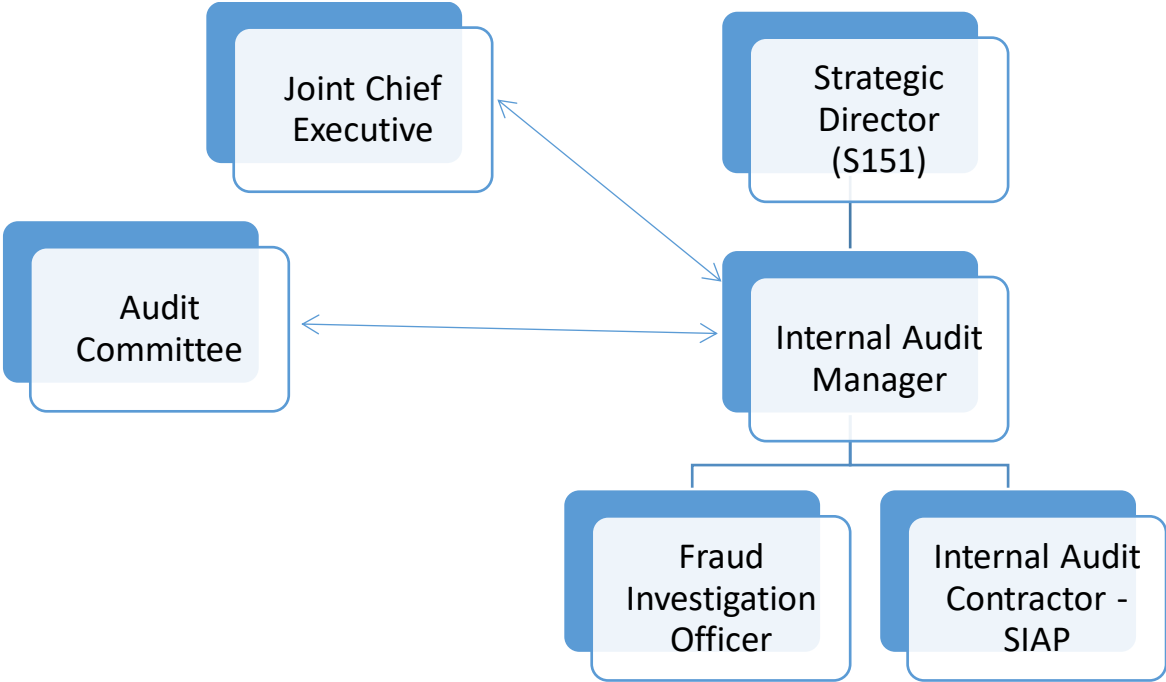 Joint Chief
Executive
Strategic
Director
(S151)
Audit
Committee
Internal Audit
Manager
Fraud
Investigation
Officer
Internal Audit
Contractor -
SIAP